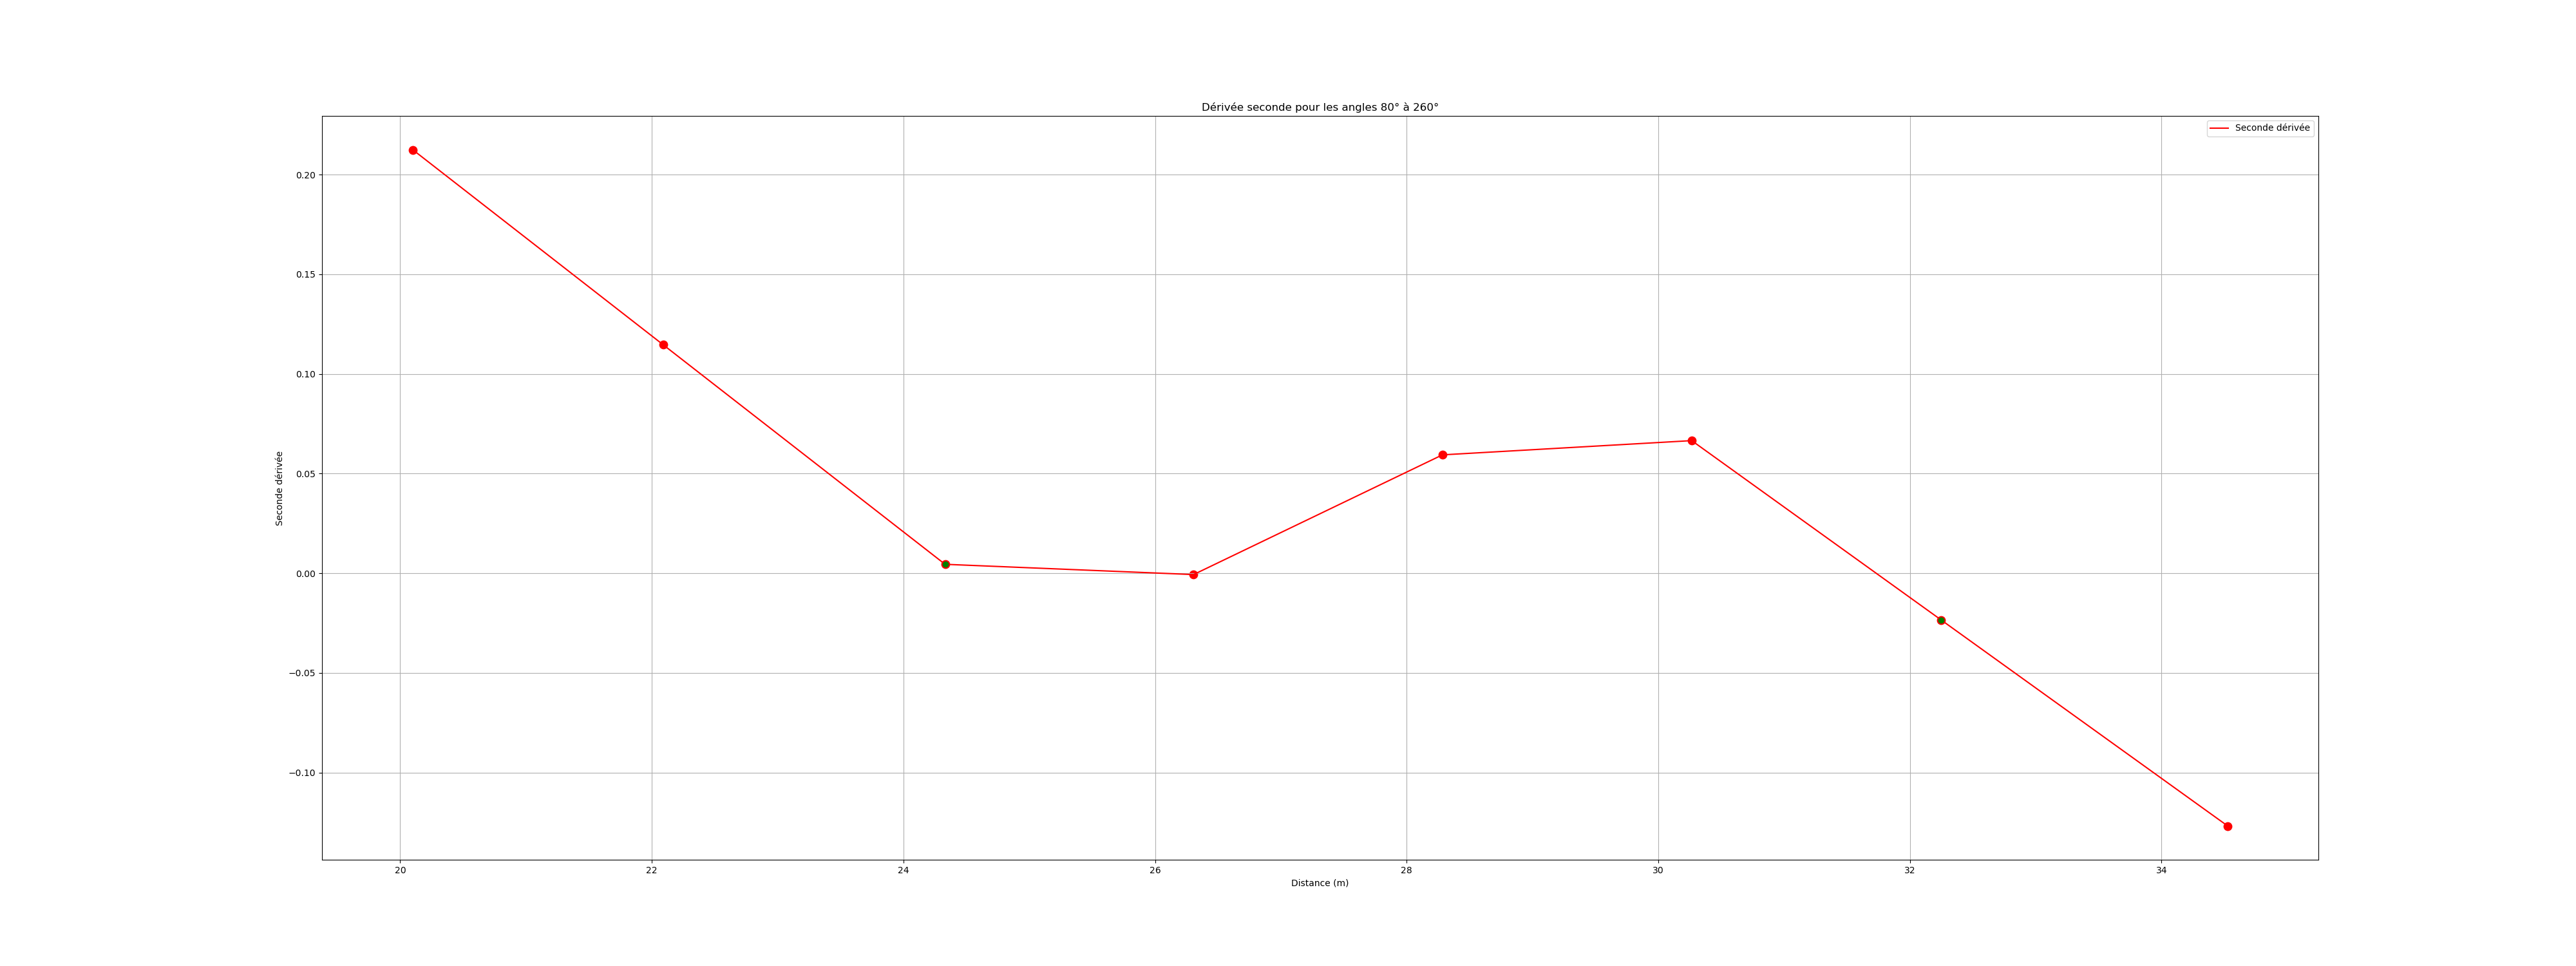 Dérivée seconde pour les angles 80° à 260°
Seconde dérivée
0.20
0.15
0.10
0.05
0.00
−0.05
−0.10
Seconde dérivée
20 22 24 26 28 30 32 34
Distance (m)